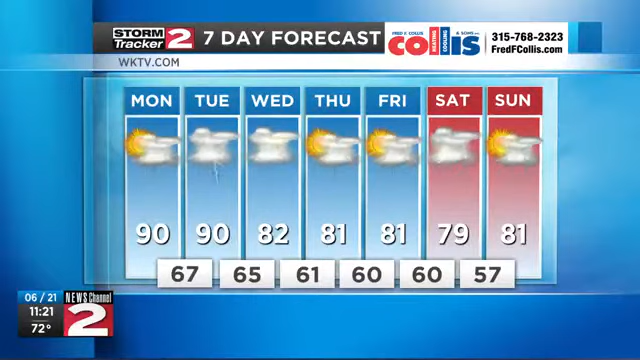 STORM
Tracker 2
7 DAY FORECAST
FRED F. COLLIS & SONS INC.
collis
HEATING
COOLING
315-768-2323
FredFCollis.com
WKTV.COM
MON TUE WED THU FRI SAT SUN
90 90 82 81 81 79 81
67 65 61 60 60 57
06 / 21
11:21
72°
NEWS Channel
2